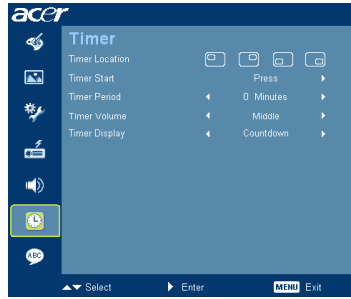 acer
Timer
Timer Location
Timer Start Press
Timer Period 0 Minutes
Timer Volume Middle
Timer Display Countdown
ABC
Select Enter MENU Exit